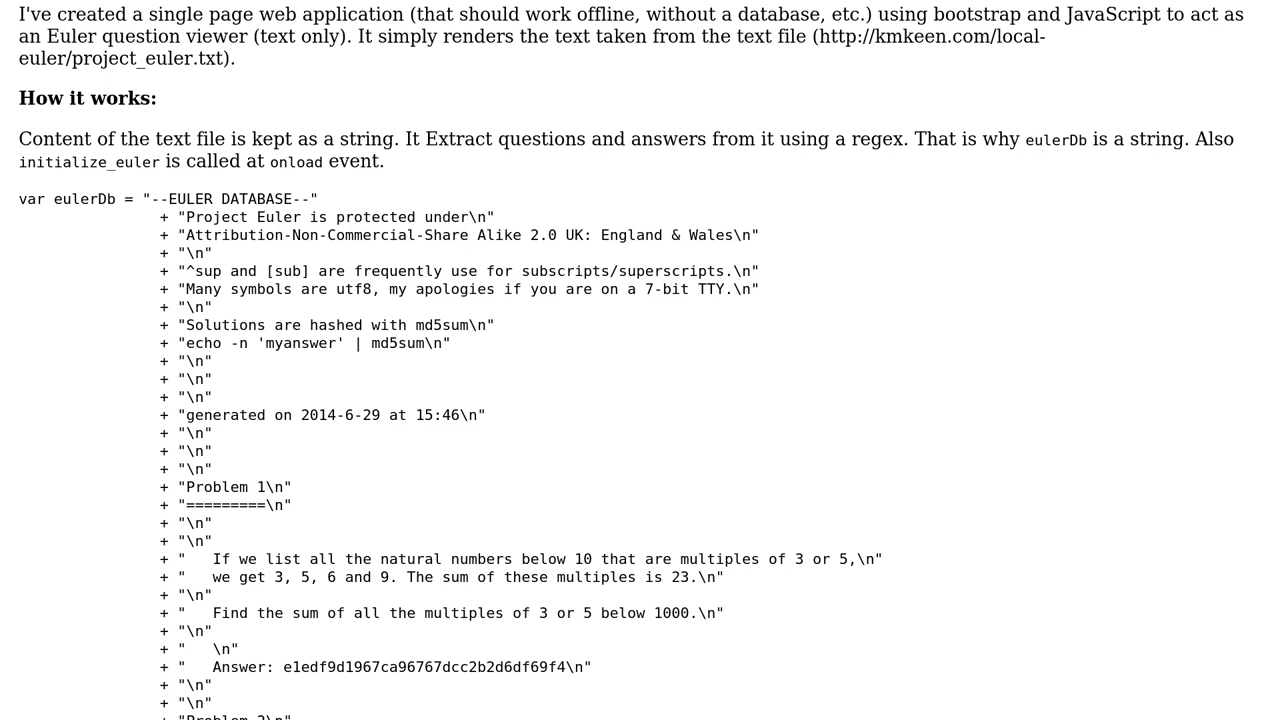 I've created a single page web application (that should work offline, without a database, etc.) using bootstrap and JavaScript to act as
an Euler question viewer (text only). It simply renders the text taken from the text file (http://kmkeen.com/local-
euler/project_euler.txt).
How it works:
Content of the text file is kept as a string. It Extract questions and answers from it using a regex. That is why eulerDb is a string. Also
initialize_euler is called at onload event.
var eulerDb = "--EULER DATABASE--"
+ "Project Euler is protected under\n"
+ "Attribution-Non-Commercial-Share Alike 2.0 UK: England & Wales\n"
+ "\n"
+ "^sup and [sub] are frequently use for subscripts/superscripts.\n"
+ "Many symbols are utf8, my apologies if you are on a 7-bit TTY.\n"
+ "\n"
+ "Solutions are hashed with md5sum\n"
+ "echo -n 'myanswer' | md5sum\n"
+ "\n"
+ "\n"
+ "\n"
+ "generated on 2014-6-29 at 15:46\n"
+ "\n"
+ "\n"
+ "\n"
+ "Problem 1\n"
+ "=========\n"
+ "\n"
+ "\n"
+ "   If we list all the natural numbers below 10 that are multiples of 3 or 5,\n"
+ "   we get 3, 5, 6 and 9. The sum of these multiples is 23.\n"
+ "\n"
+ "   Find the sum of all the multiples of 3 or 5 below 1000.\n"
+ "\n"
+ "   \n"
+ "   Answer: e1edf9d1967ca96767dcc2b2d6df69f4\n"
+ "\n"
+ "\n"
+ "Problem 2\n"